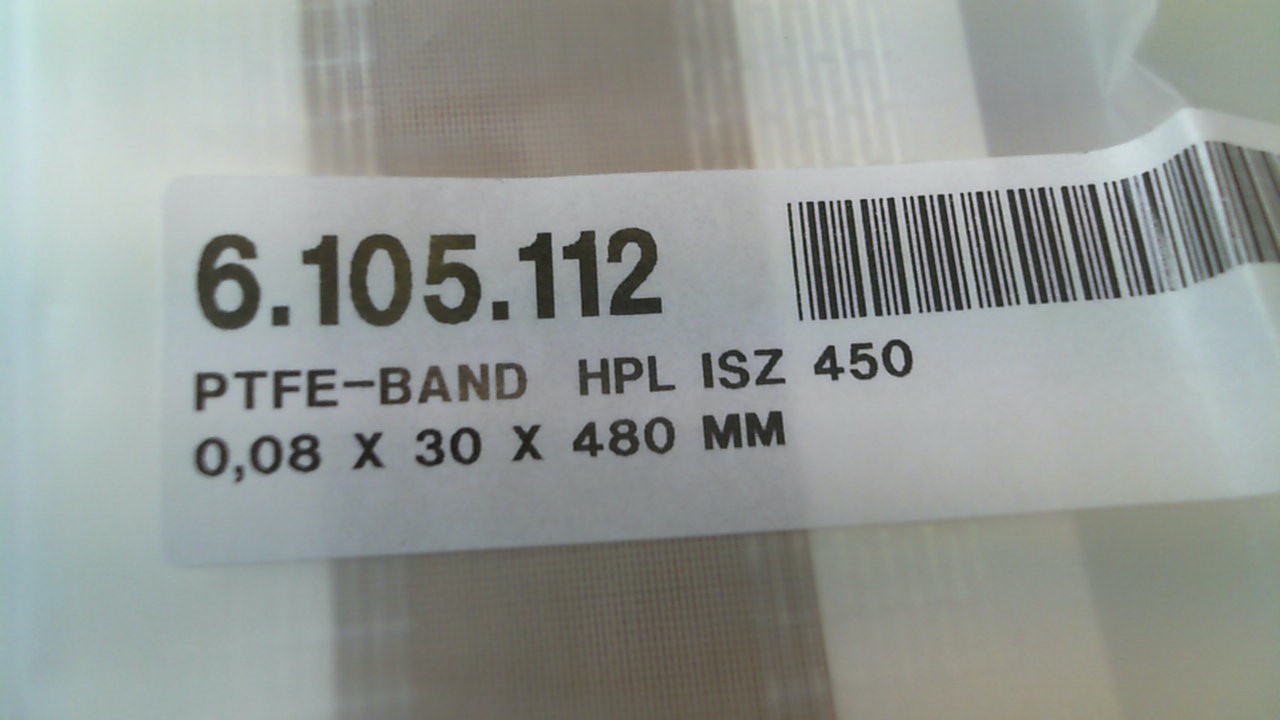 6.105.112
PTFE-BAND HPL ISZ 450
0,08 X 30 X 480 MM